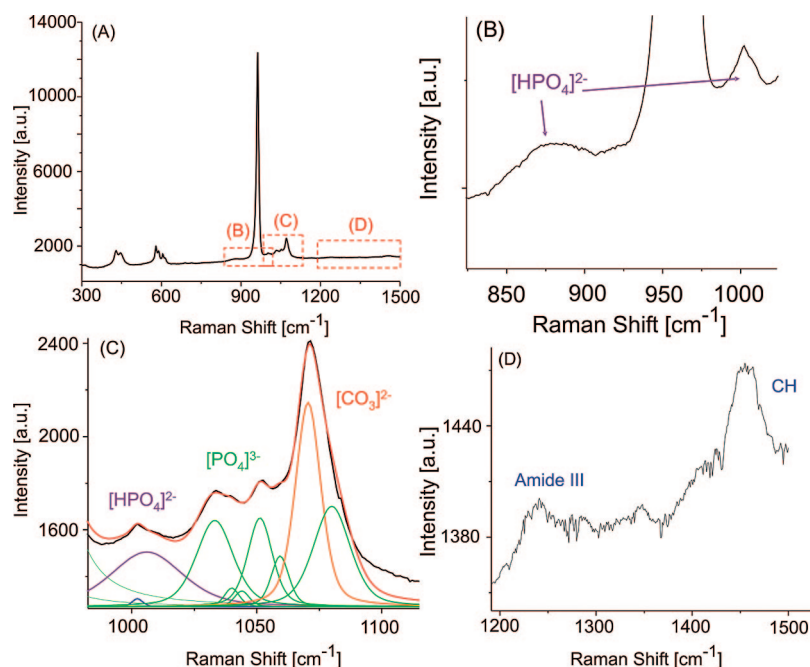 (A)
14000
10000
6000
2000
Intensity [a.u.]
(B)
(C)
(D)
300
600
900
1200
1500
Raman Shift [cm⁻¹]
(B)
[HPO₄]²⁻
Intensity [a.u.]
850
900
950
1000
Raman Shift [cm⁻¹]
(C)
2400
2000
1600
Intensity [a.u.]
[CO₃]²⁻
[PO₄]³⁻
[HPO₄]²⁻
1000
1050
1100
Raman Shift [cm⁻¹]
(D)
CH
1440
Amide III
1380
Intensity [a.u.]
1200
1300
1400
1500
Raman Shift [cm⁻¹]